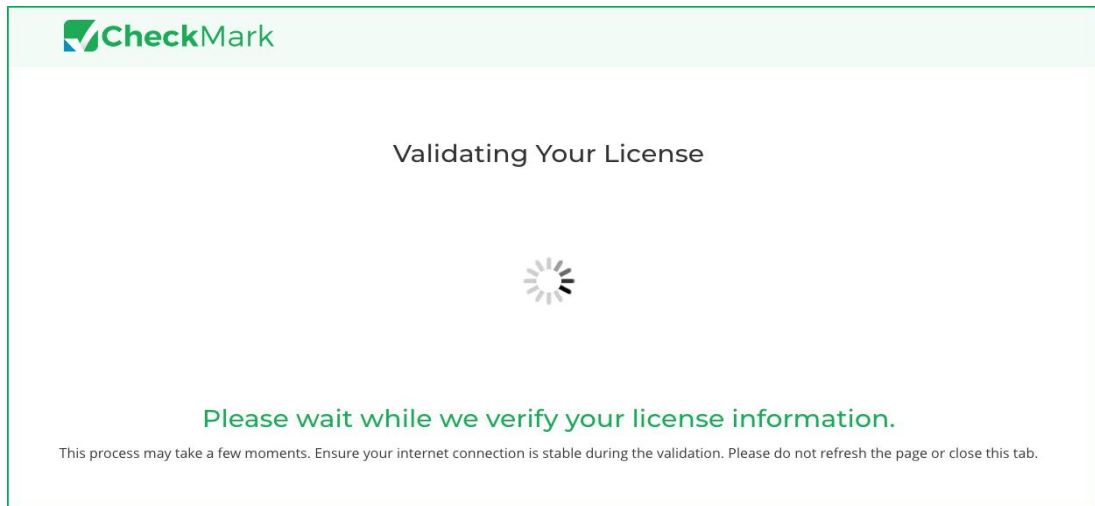 CheckMark
Validating Your License
Please wait while we verify your license information.
This process may take a few moments. Ensure your internet connection is stable during the validation. Please do not refresh the page or close this tab.